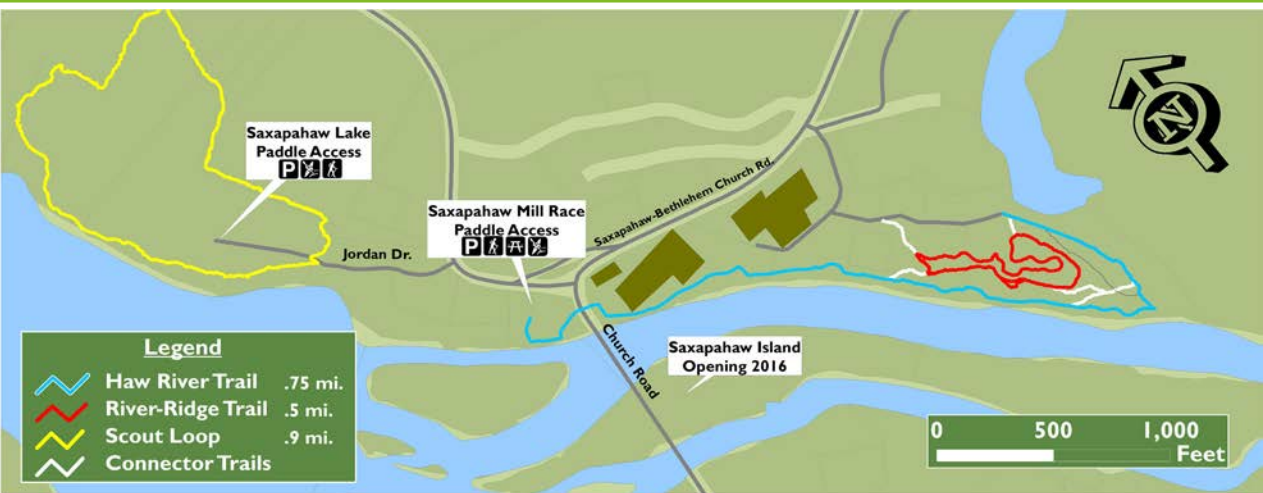 Saxapahaw Lake
Paddle Access
P
Saxapahaw Mill Race
Paddle Access
P
Saxapahaw-Bethlehem Church Rd.
Jordan Dr.
Church Road
Saxapahaw Island
Opening 2016
N
Legend
Haw River Trail .75 mi.
River-Ridge Trail .5 mi.
Scout Loop .9 mi.
Connector Trails
0 500 1,000
Feet